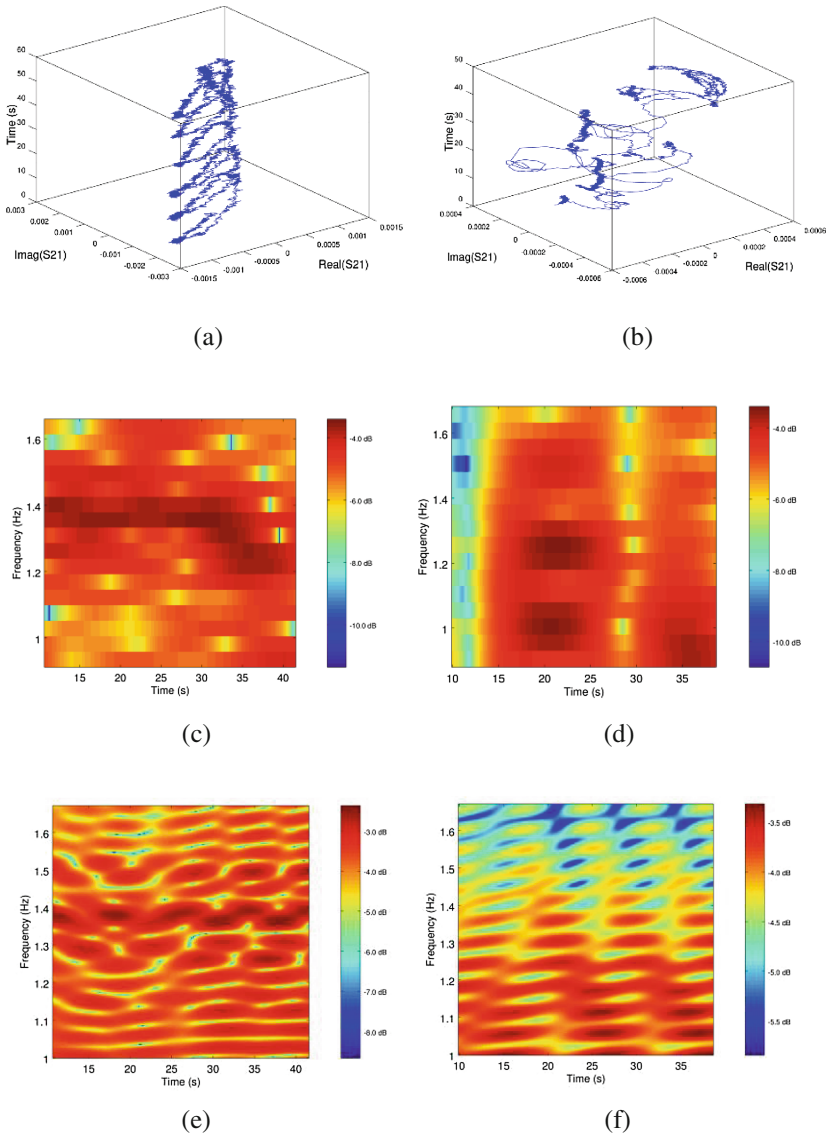 60
50
40
30
20
10
0
Time (s)
0.003
0.002
0.001
0
-0.001
-0.002
-0.003
Imag(S21)
-0.0015
-0.001
-0.0005
0
0.0005
0.001
0.0015
Real(S21)
(a)
50
40
30
20
10
0
Time (s)
0.0004
0.0002
0
-0.0002
-0.0004
-0.0006
Imag(S21)
-0.0006
-0.0004
-0.0002
0
0.0002
0.0004
0.0006
Real(S21)
(b)
1.6
1.4
1.2
1
Frequency (Hz)
15 20 25 30 35 40
Time (s)
-4.0 dB
-6.0 dB
-8.0 dB
-10.0 dB
(c)
1.6
1.4
1.2
1
Frequency (Hz)
10 15 20 25 30 35
Time (s)
-4.0 dB
-6.0 dB
-8.0 dB
-10.0 dB
(d)
1.6
1.5
1.4
1.3
1.2
1.1
1
Frequency (Hz)
15 20 25 30 35 40
Time (s)
-3.0 dB
-4.0 dB
-5.0 dB
-6.0 dB
-7.0 dB
-8.0 dB
(e)
1.6
1.5
1.4
1.3
1.2
1.1
1
Frequency (Hz)
10 15 20 25 30 35
Time (s)
-3.5 dB
-4.0 dB
-4.5 dB
-5.0 dB
-5.5 dB
(f)